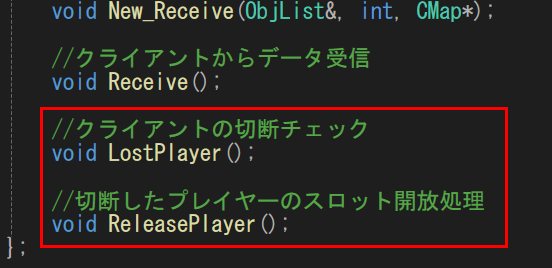 void New_Receive(ObjList&, int, CMap*);
//クライアントからデータ受信
void Receive();
//クライアントの切断チェック
void LostPlayer();
//切断したプレイヤーのスロット開放処理
void ReleasePlayer();
};